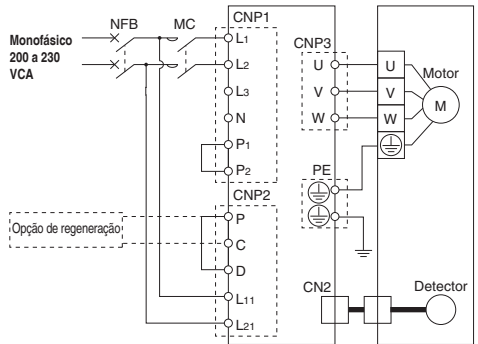 NFB
MC
CNP1
Monofásico
200 a 230
VCA
L1
L2
L3
N
P1
P2
CNP3
U
V
W
U
V
W
Motor
M
PE
CNP2
Opção de regeneração
P
C
D
L11
L21
CN2
Detector